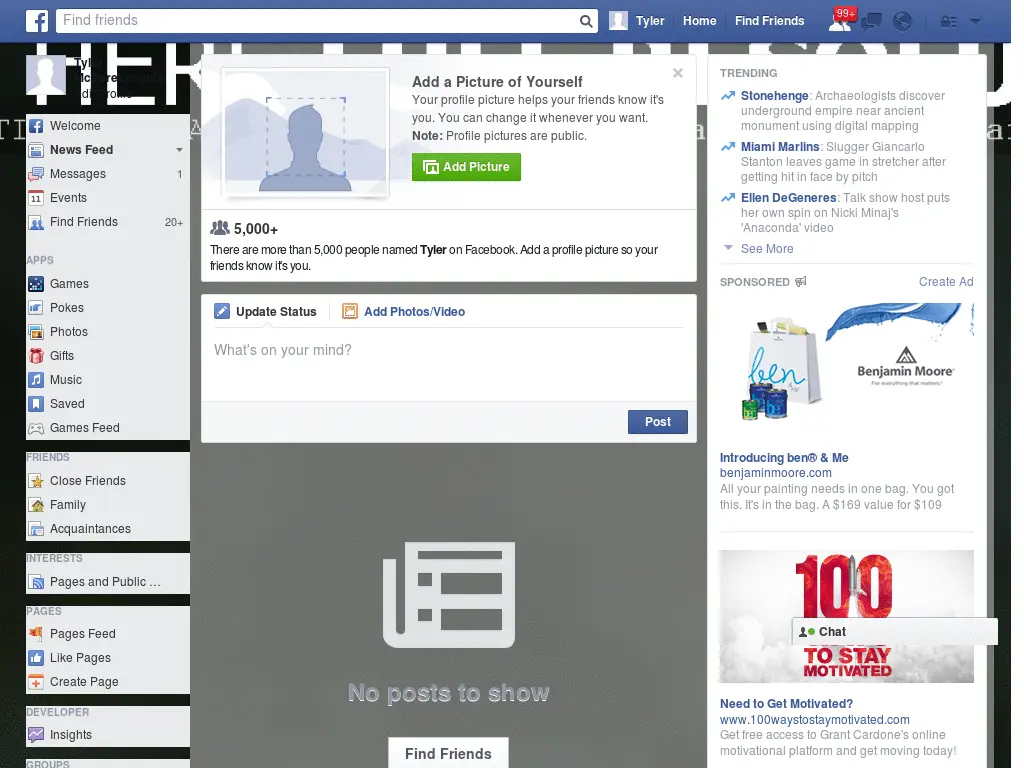 Find friends
Tyler
Home
Find Friends
99+
Tyler
Welcome
News Feed
Messages 1
Events
Find Friends 20+
APPS
Games
Pokes
Photos
Gifts
Music
Saved
Games Feed
FRIENDS
Close Friends
Family
Acquaintances
INTERESTS
Pages and Public ...
PAGES
Pages Feed
Like Pages
Create Page
DEVELOPER
Insights
GROUPS
Add a Picture of Yourself
Your profile picture helps your friends know it's
you. You can change it whenever you want.
Note: Profile pictures are public.
Add Picture
5,000+
There are more than 5,000 people named Tyler on Facebook. Add a profile picture so your
friends know it's you.
Update Status
Add Photos/Video
What's on your mind?
Post
No posts to show
Find Friends
TRENDING
Stonehenge: Archaeologists discover
underground empire near ancient
monument using digital mapping
Miami Marlins: Slugger Giancarlo
Stanton leaves game in stretcher after
getting hit in face by pitch
Ellen DeGeneres: Talk show host puts
her own spin on Nicki Minaj's
'Anaconda' video
See More
SPONSORED
Create Ad
ben
Benjamin Moore
For everything that matters.
Introducing ben® & Me
benjaminmoore.com
All your painting needs in one bag. You got
this. It's in the bag. A $169 value for $109
100
TO STAY
MOTIVATED
Chat
Need to Get Motivated?
www.100waystostaymotivated.com
Get free access to Grant Cardone's online
motivational platform and get moving today!